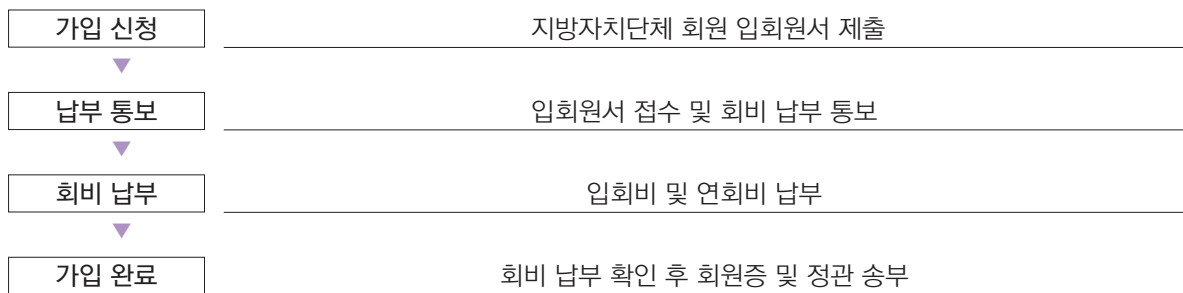 가입 신청 지방자치단체 회원 입회원서 제출
▼
납부 통보 입회원서 접수 및 회비 납부 통보
▼
회비 납부 입회비 및 연회비 납부
▼
가입 완료 회비 납부 확인 후 회원증 및 정관 송부